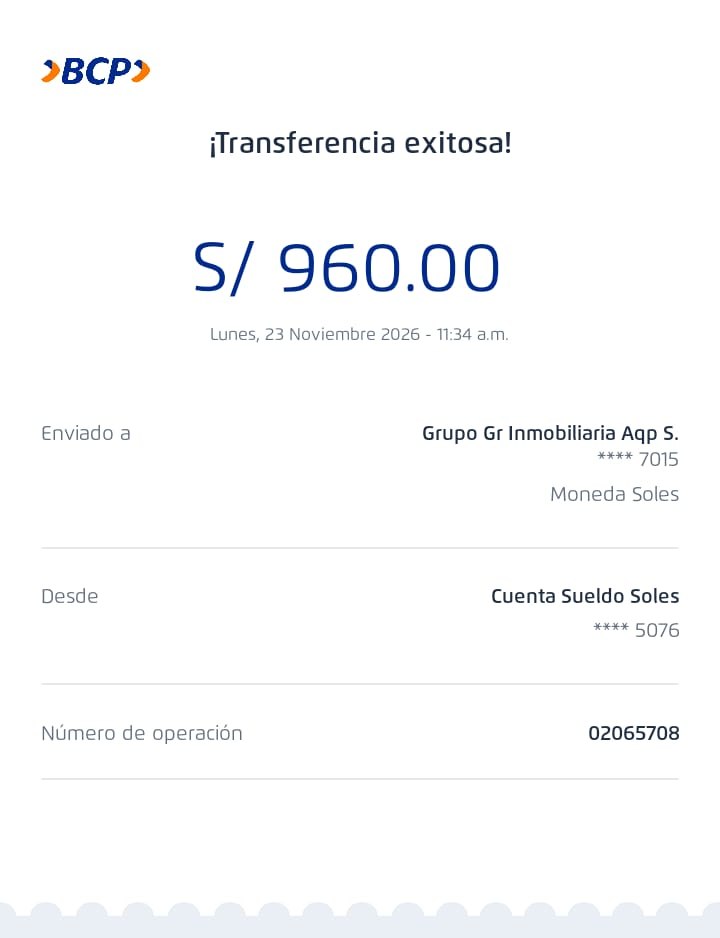 BCP
¡Transferencia exitosa!
S/ 960.00
Lunes, 23 Noviembre 2026 - 11:34 a.m.
Enviado a
Grupo Gr Inmobiliaria Aqp S.
**** 7015
Moneda Soles
Desde
Cuenta Sueldo Soles
**** 5076
Número de operación
02065708